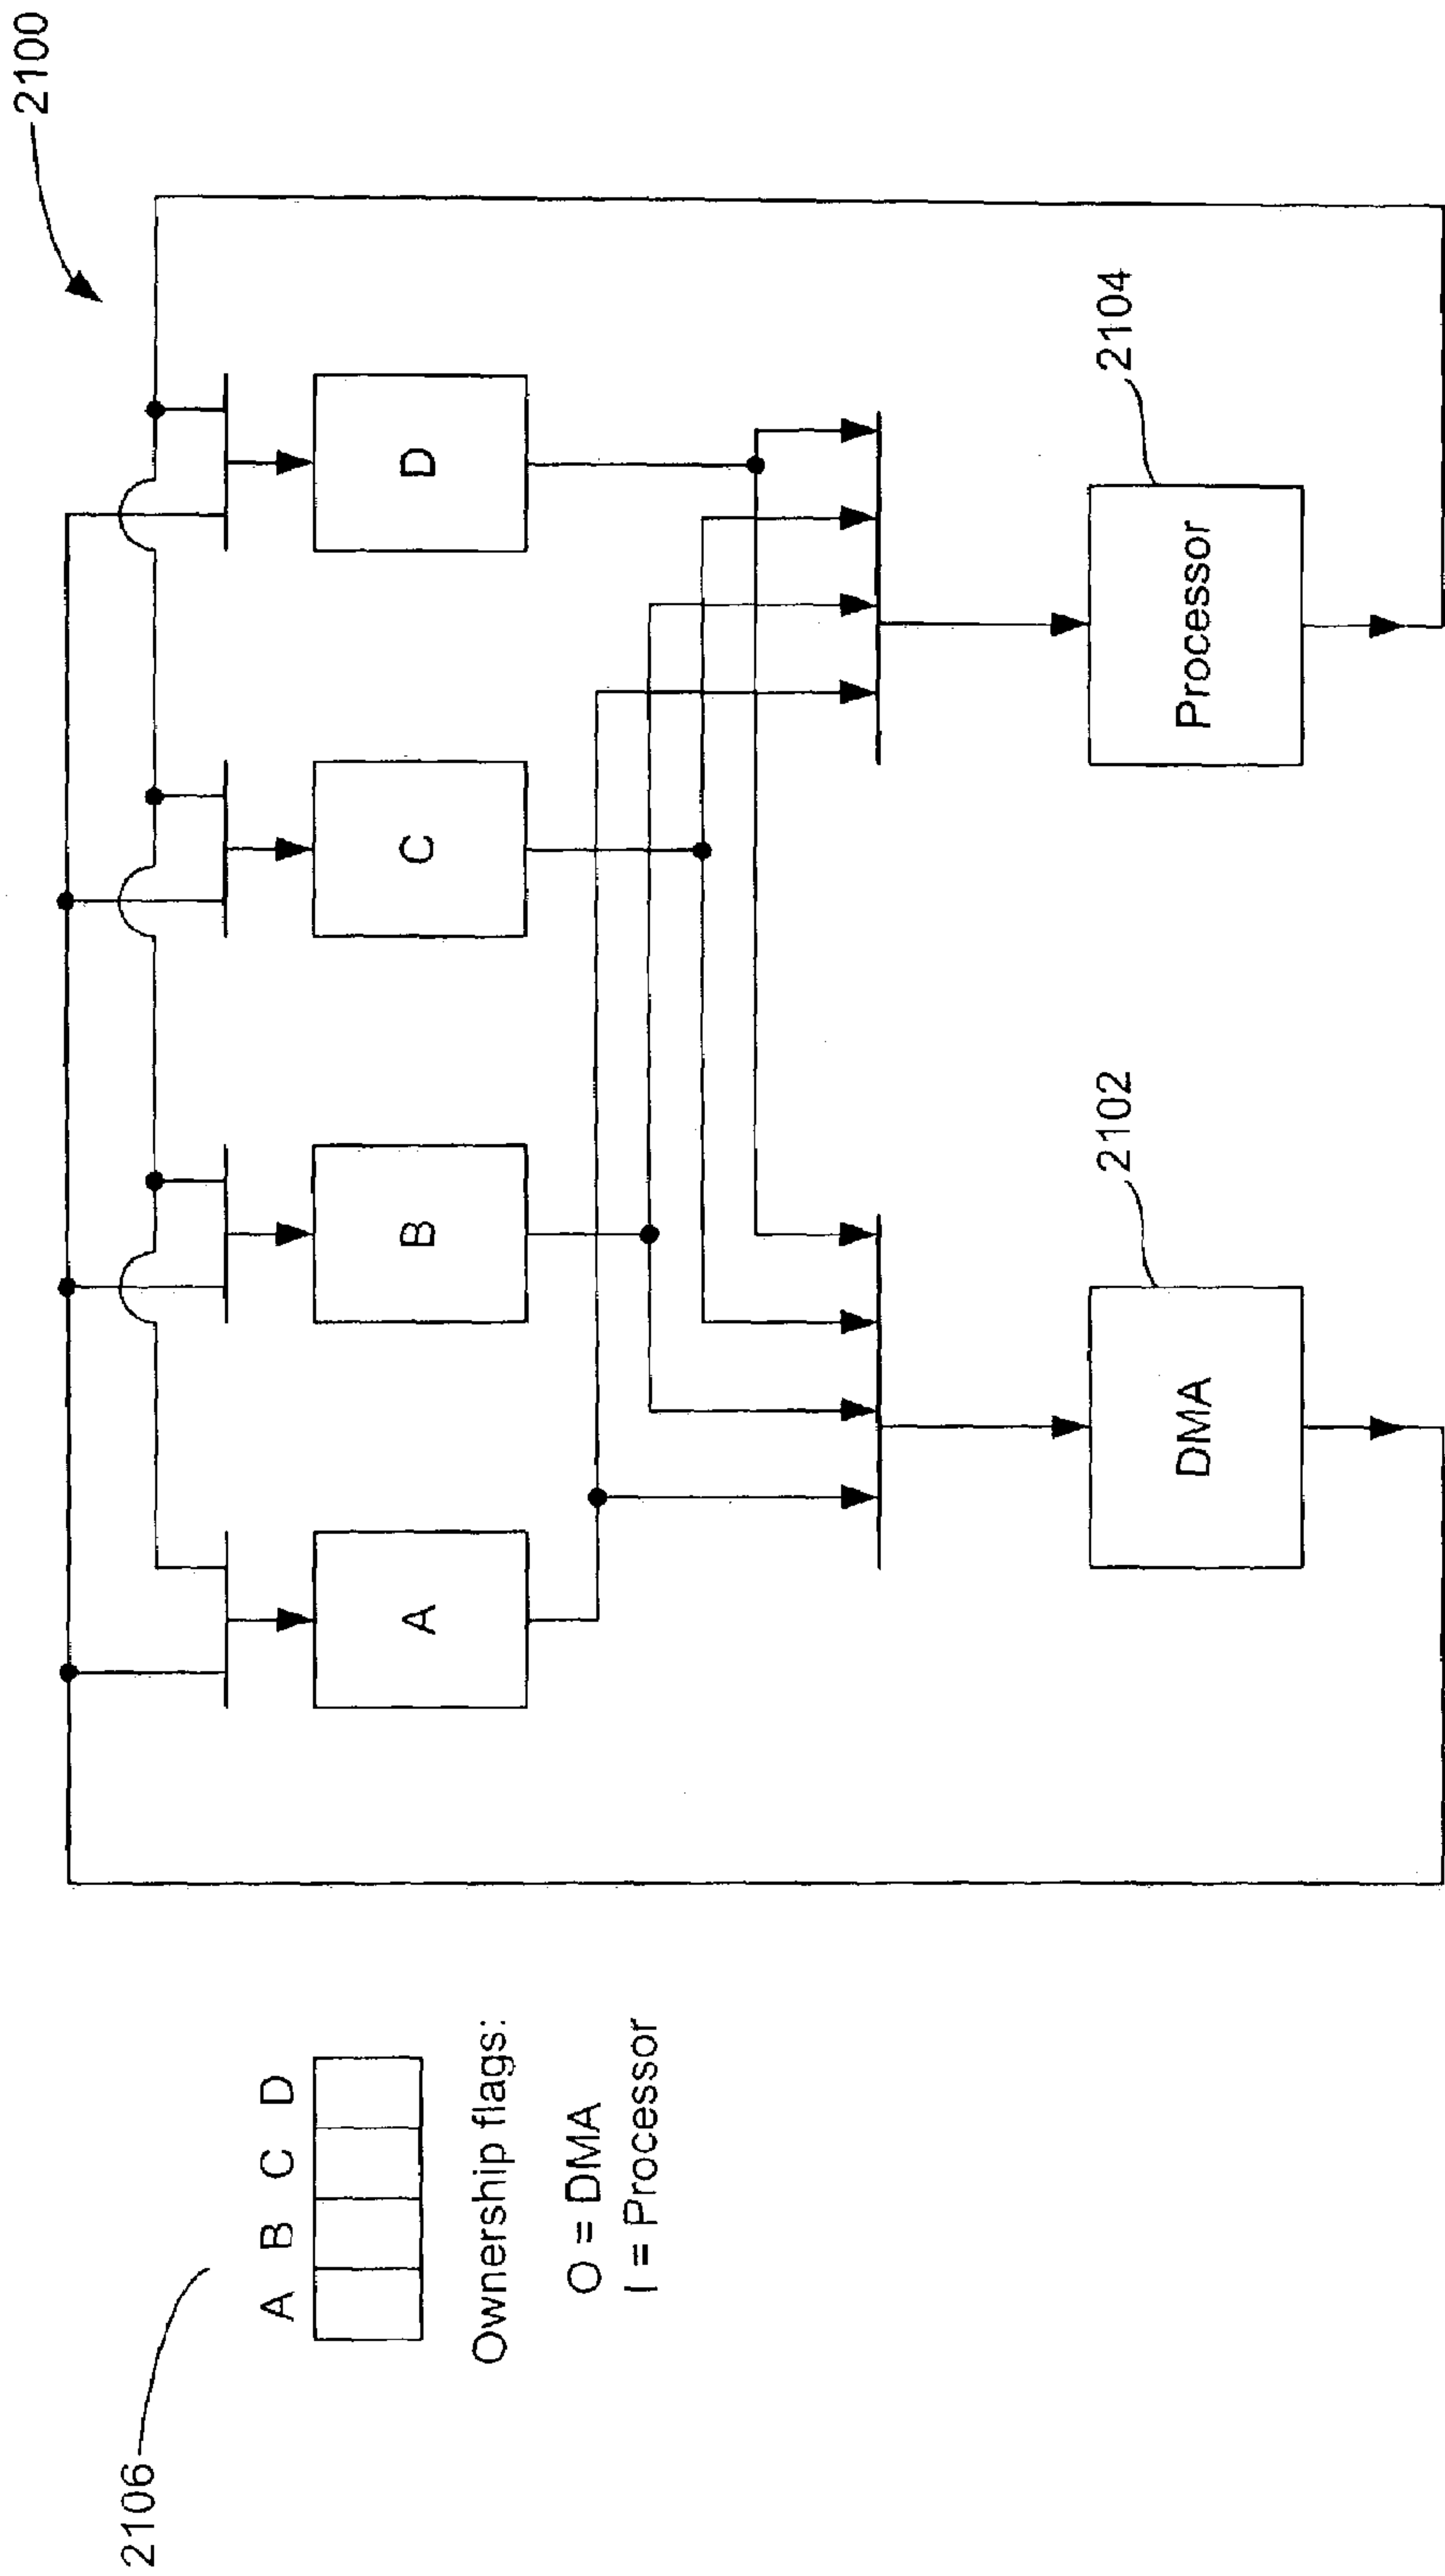 2100
2106
A B C D
Ownership flags:
O = DMA
I = Processor
A
B
C
D
DMA
2102
Processor
2104